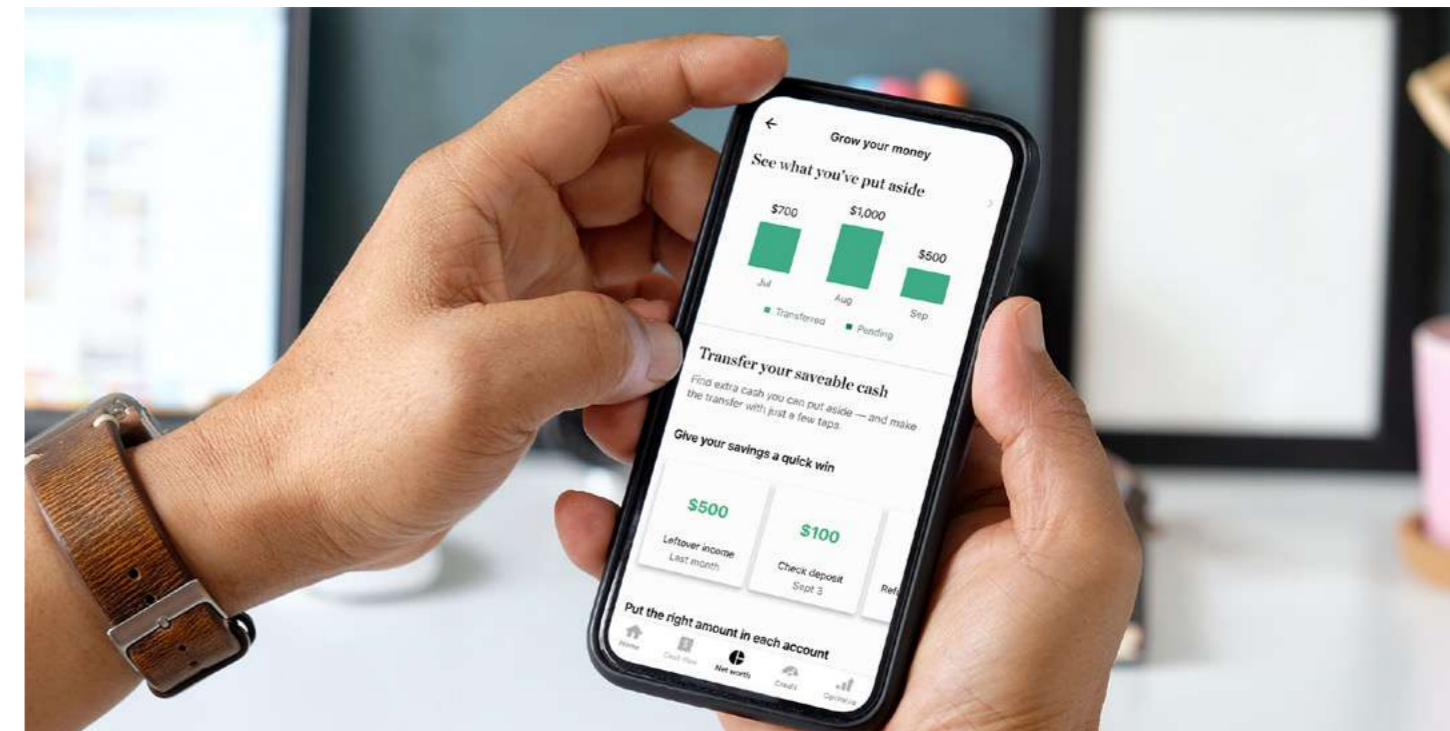 Grow your money
See what you've put aside
$700
$1,000
$500
Jul
Aug
Sep
Transferred
Pending
Transfer your saveable cash
Find extra cash you can put aside — and make
the transfer with just a few taps.
Give your savings a quick win
$500
Leftover income
Last month
$100
Check deposit
Sept 3
Put the right amount in each account
Home
Cash flow
Net worth
Credit